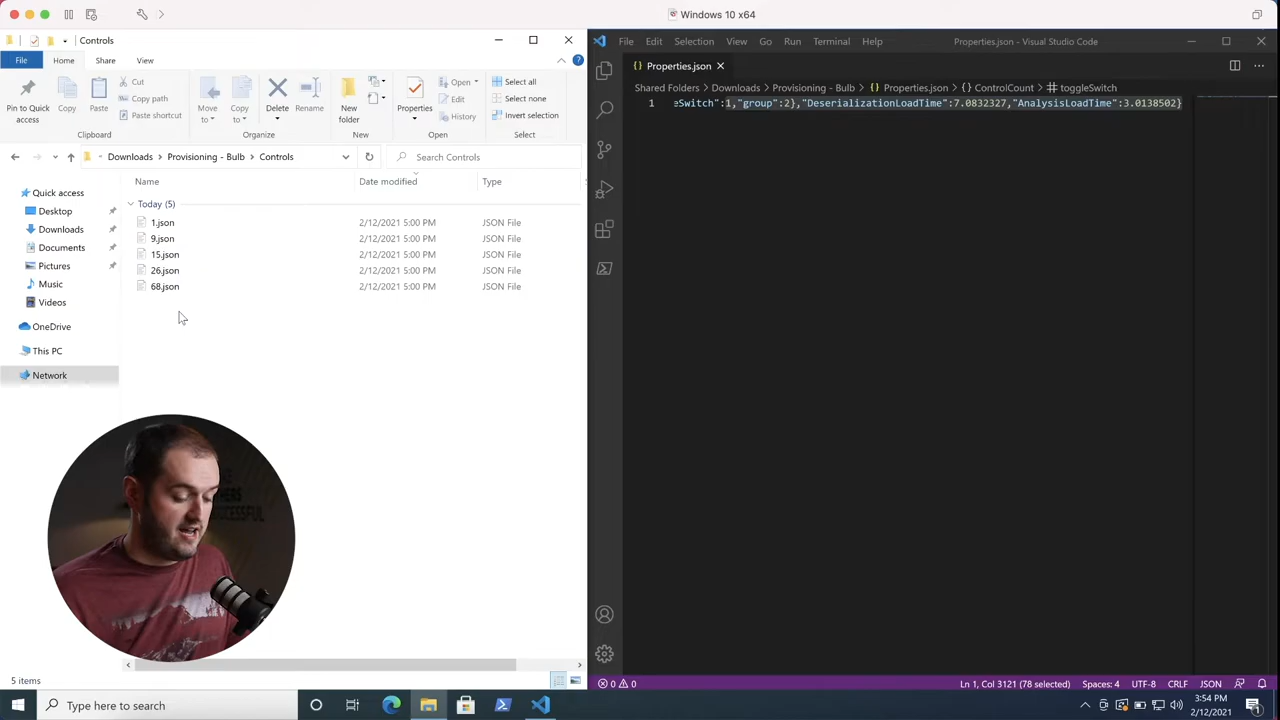 Windows 10 x64
Controls
File
Home
Share
View
Pin to Quick access
Copy
Paste
Cut
Copy path
Paste shortcut
Clipboard
Move to
Copy to
Delete
Rename
Organize
New folder
New
Properties
Open
Edit
History
Open
Select all
Select none
Invert selection
Select
Downloads
Provisioning - Bulb
Controls
Search Controls
Name
Date modified
Type
Today (5)
1.json 2/12/2021 5:00 PM JSON File
9.json 2/12/2021 5:00 PM JSON File
15.json 2/12/2021 5:00 PM JSON File
26.json 2/12/2021 5:00 PM JSON File
68.json 2/12/2021 5:00 PM JSON File
Quick access
Desktop
Downloads
Documents
Pictures
Music
Videos
OneDrive
This PC
Network
5 items
File Edit Selection View Go Run Terminal Help
Properties.json - Visual Studio Code
{} Properties.json
Shared Folders > Downloads > Provisioning - Bulb > {} Properties.json > {} ControlCount > # toggleSwitch
1 eSwitch":1,"group":2},"DeserializationLoadTime":7.0832327,"AnalysisLoadTime":3.0138502}
0 0
Ln 1, Col 3121 (78 selected)
Spaces: 4
UTF-8
CRLF
JSON
Type here to search
3:54 PM
2/12/2021